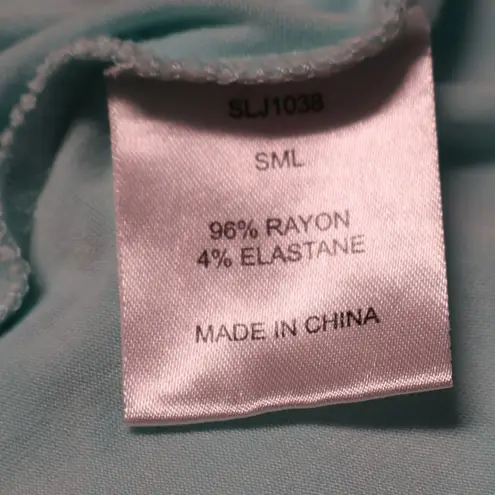 SLJ1038
SML
96% RAYON
4% ELASTANE
MADE IN CHINA